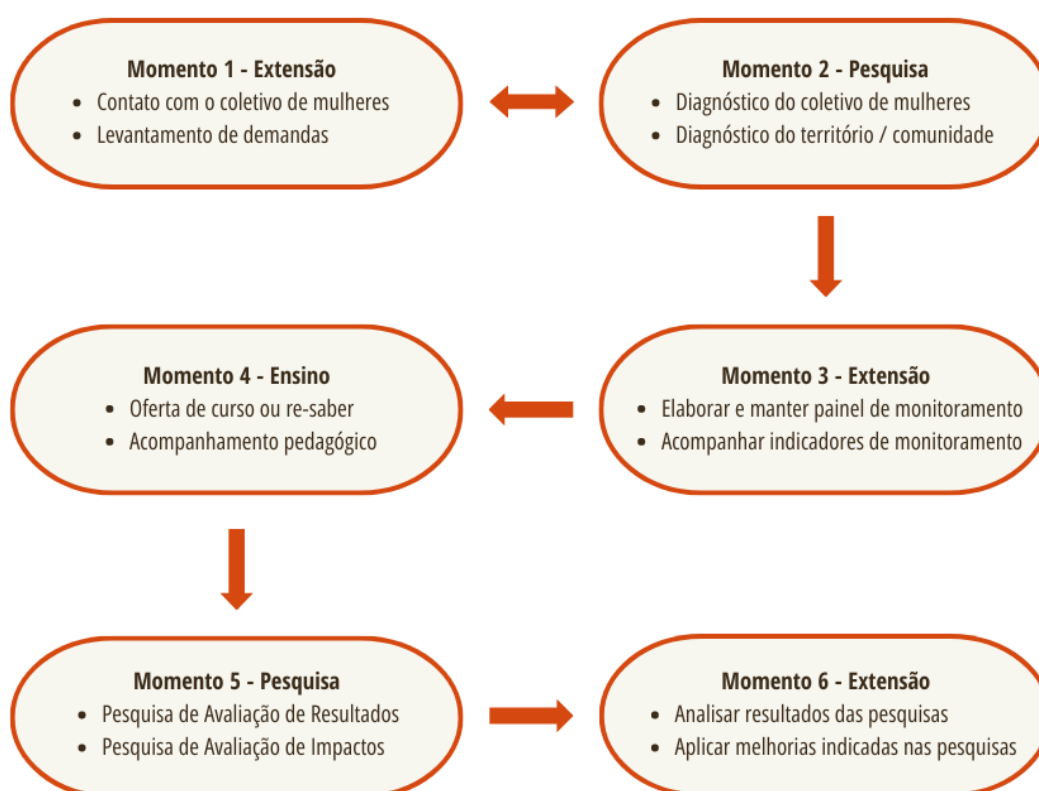 Momento 1 - Extensão
• Contato com o coletivo de mulheres
• Levantamento de demandas
Momento 2 - Pesquisa
• Diagnóstico do coletivo de mulheres
• Diagnóstico do território / comunidade
Momento 3 - Extensão
• Elaborar e manter painel de monitoramento
• Acompanhar indicadores de monitoramento
Momento 4 - Ensino
• Oferta de curso ou re-saber
• Acompanhamento pedagógico
Momento 5 - Pesquisa
• Pesquisa de Avaliação de Resultados
• Pesquisa de Avaliação de Impactos
Momento 6 - Extensão
• Analisar resultados das pesquisas
• Aplicar melhorias indicadas nas pesquisas